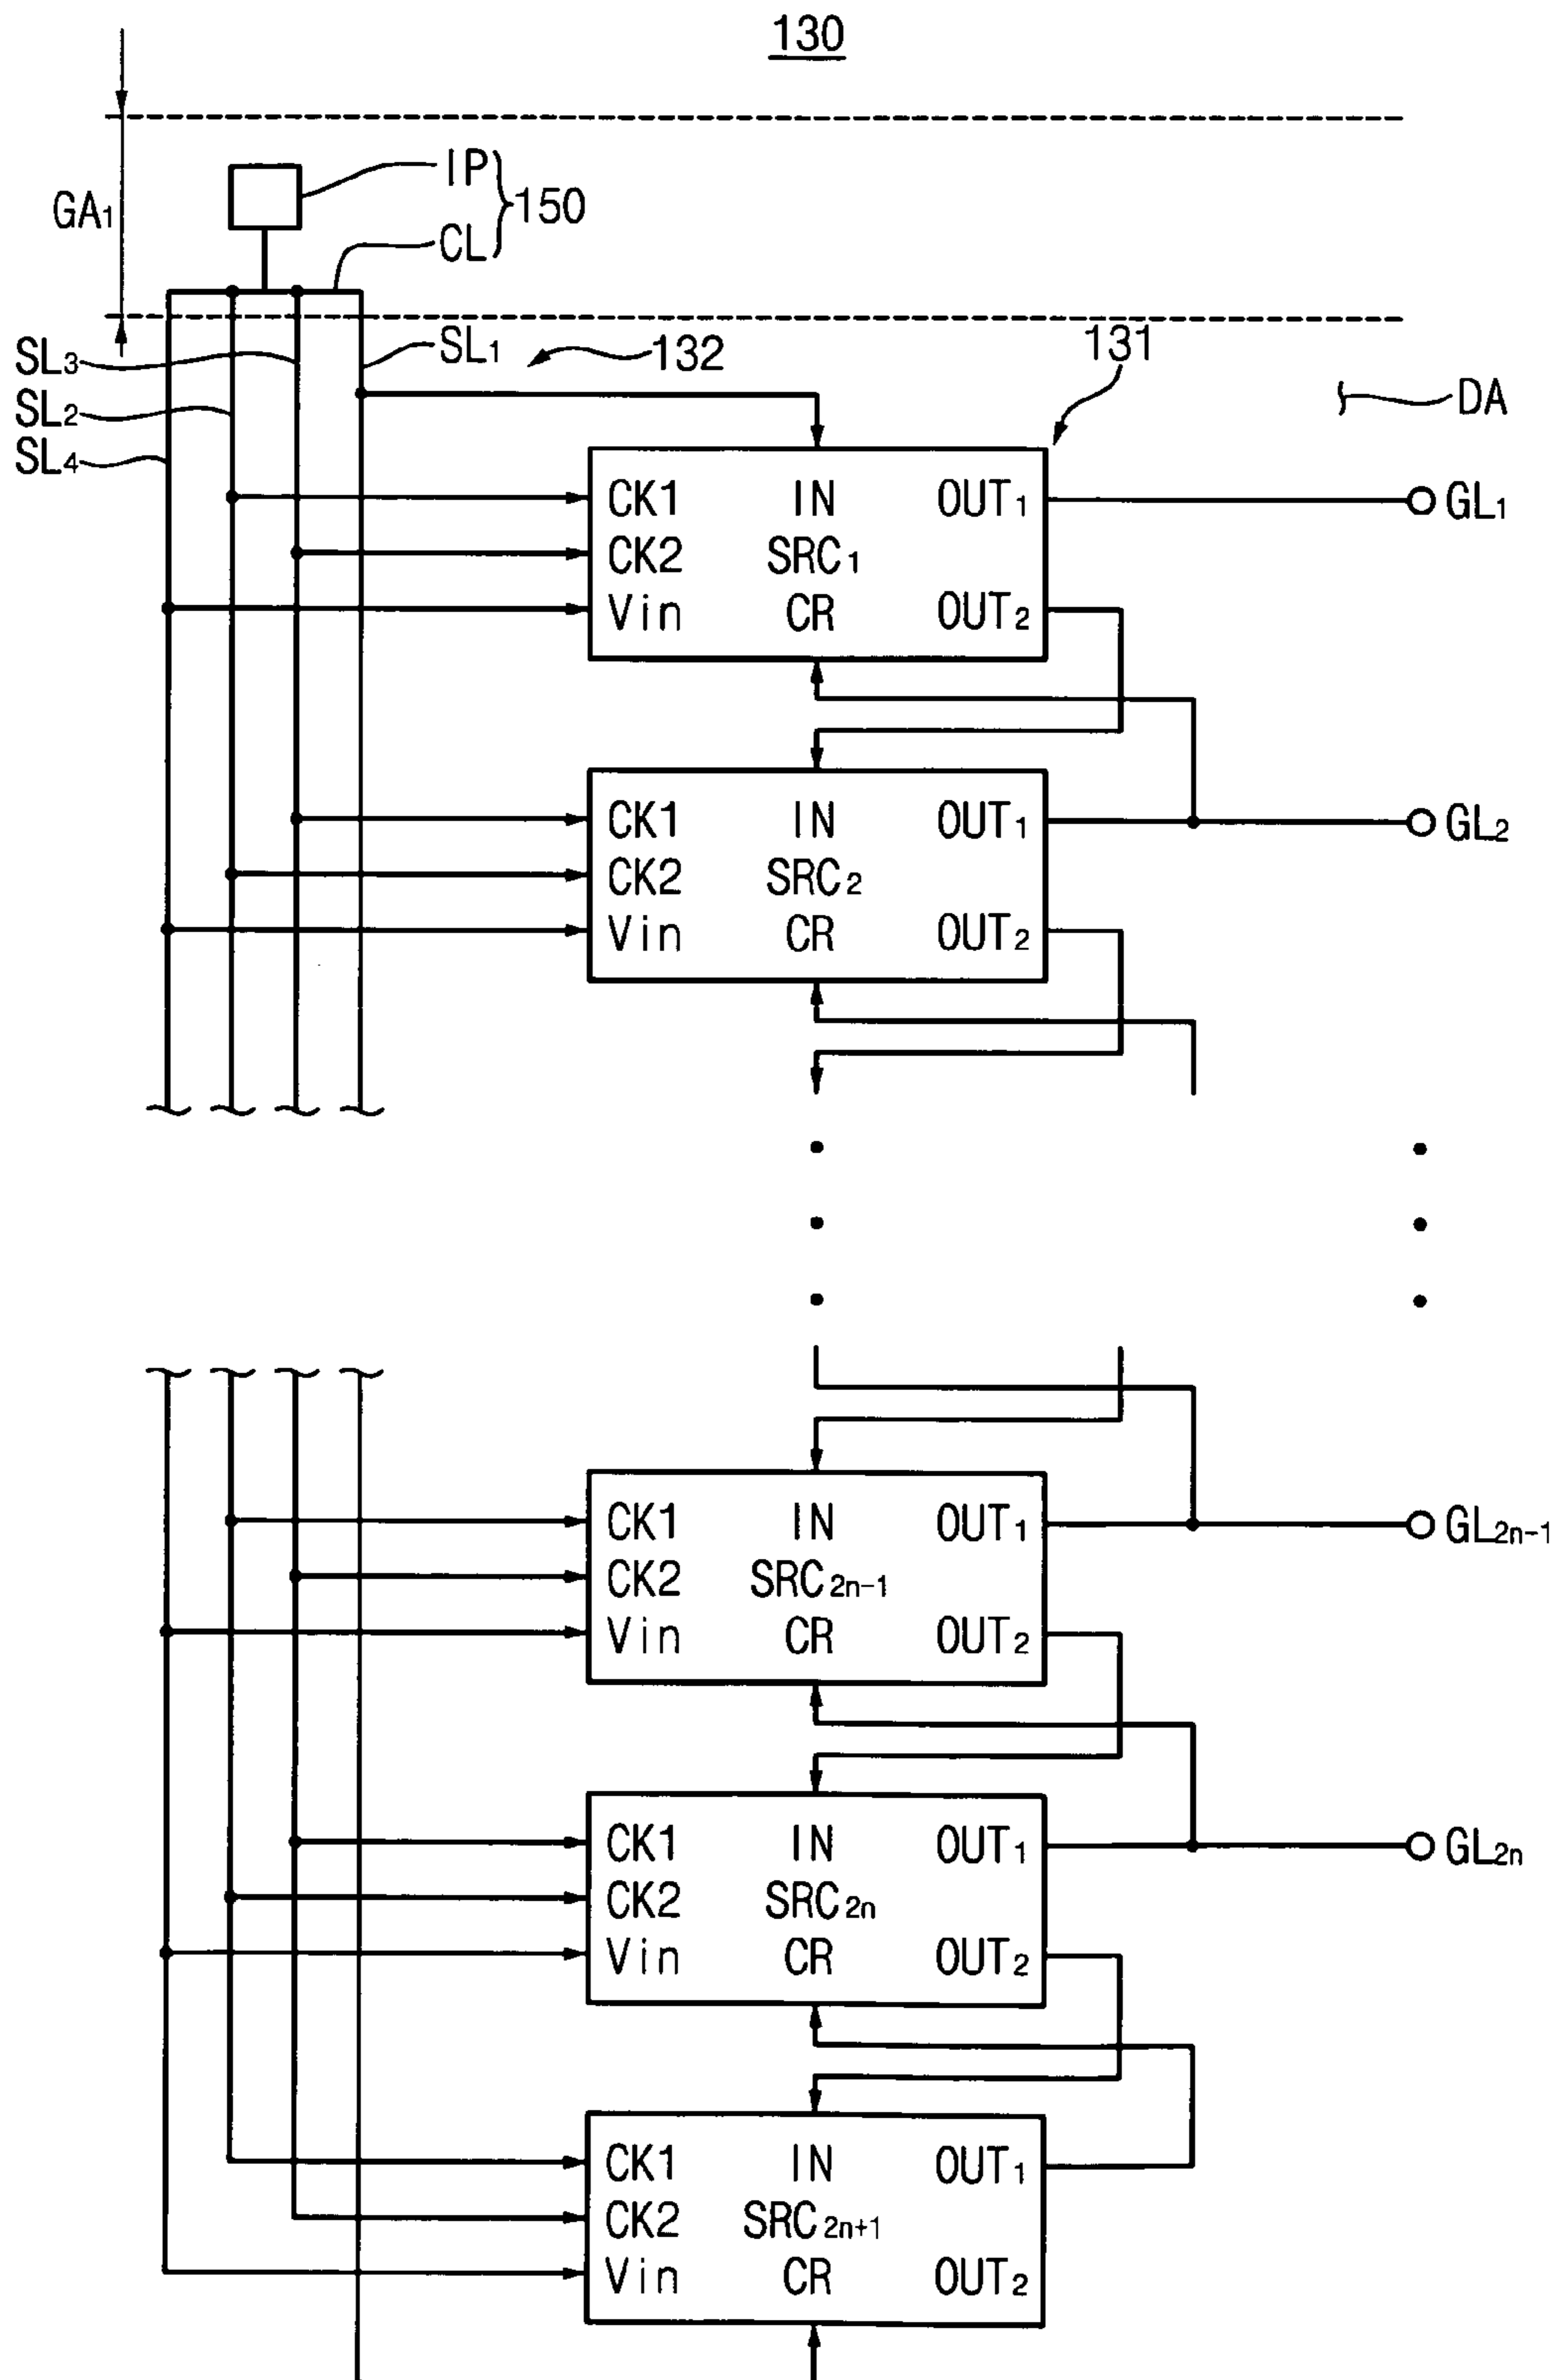 130
IP
GA1
150
CL
SL3
SL1
132
131
SL2
DA
SL4
CK1 IN OUT1
GL1
CK2 SRC1
Vin CR OUT2
CK1 IN OUT1
GL2
CK2 SRC2
Vin CR OUT2
CK1 IN OUT1
GL2n-1
CK2 SRC2n-1
Vin CR OUT2
CK1 IN OUT1
GL2n
CK2 SRC2n
Vin CR OUT2
CK1 IN OUT1
CK2 SRC2n+1
Vin CR OUT2